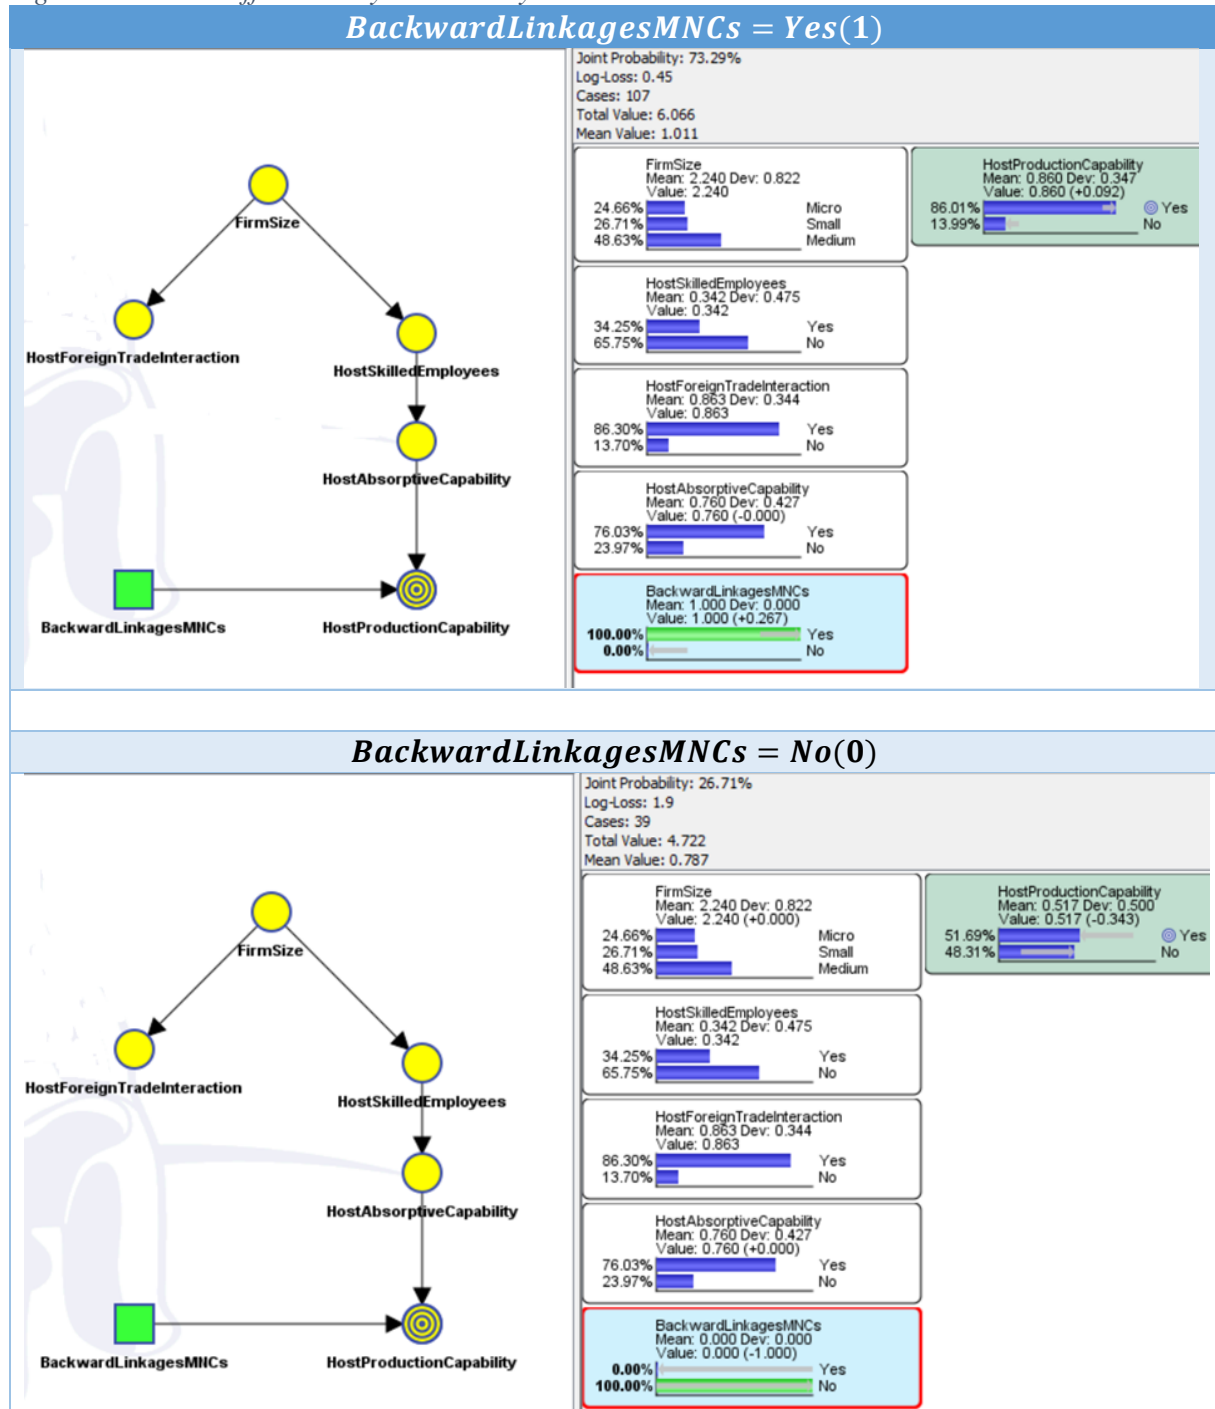 BackwardLinkagesMNCs = Yes(1)
Joint Probability: 73.29%
Log-Loss: 0.45
Cases: 107
Total Value: 6.066
Mean Value: 1.011
FirmSize
HostForeignTradeInteraction
HostSkilledEmployees
HostAbsorptiveCapability
BackwardLinkagesMNCs
HostProductionCapability
FirmSize
Mean: 2.240 Dev: 0.822
Value: 2.240
24.66% Micro
26.71% Small
48.63% Medium
HostSkilledEmployees
Mean: 0.342 Dev: 0.475
Value: 0.342
34.25% Yes
65.75% No
HostForeignTradeInteraction
Mean: 0.863 Dev: 0.344
Value: 0.863
86.30% Yes
13.70% No
HostAbsorptiveCapability
Mean: 0.760 Dev: 0.427
Value: 0.760 (-0.000)
76.03% Yes
23.97% No
BackwardLinkagesMNCs
Mean: 1.000 Dev: 0.000
Value: 1.000 (+0.267)
100.00% Yes
0.00% No
HostProductionCapability
Mean: 0.860 Dev: 0.347
Value: 0.860 (+0.092)
86.01% Yes
13.99% No
BackwardLinkagesMNCs = No(0)
Joint Probability: 26.71%
Log-Loss: 1.9
Cases: 39
Total Value: 4.722
Mean Value: 0.787
FirmSize
HostForeignTradeInteraction
HostSkilledEmployees
HostAbsorptiveCapability
BackwardLinkagesMNCs
HostProductionCapability
FirmSize
Mean: 2.240 Dev: 0.822
Value: 2.240 (+0.000)
24.66% Micro
26.71% Small
48.63% Medium
HostSkilledEmployees
Mean: 0.342 Dev: 0.475
Value: 0.342
34.25% Yes
65.75% No
HostForeignTradeInteraction
Mean: 0.863 Dev: 0.344
Value: 0.863
86.30% Yes
13.70% No
HostAbsorptiveCapability
Mean: 0.760 Dev: 0.427
Value: 0.760 (+0.000)
76.03% Yes
23.97% No
BackwardLinkagesMNCs
Mean: 0.000 Dev: 0.000
Value: 0.000 (-1.000)
0.00% Yes
100.00% No
HostProductionCapability
Mean: 0.517 Dev: 0.500
Value: 0.517 (-0.343)
51.69% Yes
48.31% No